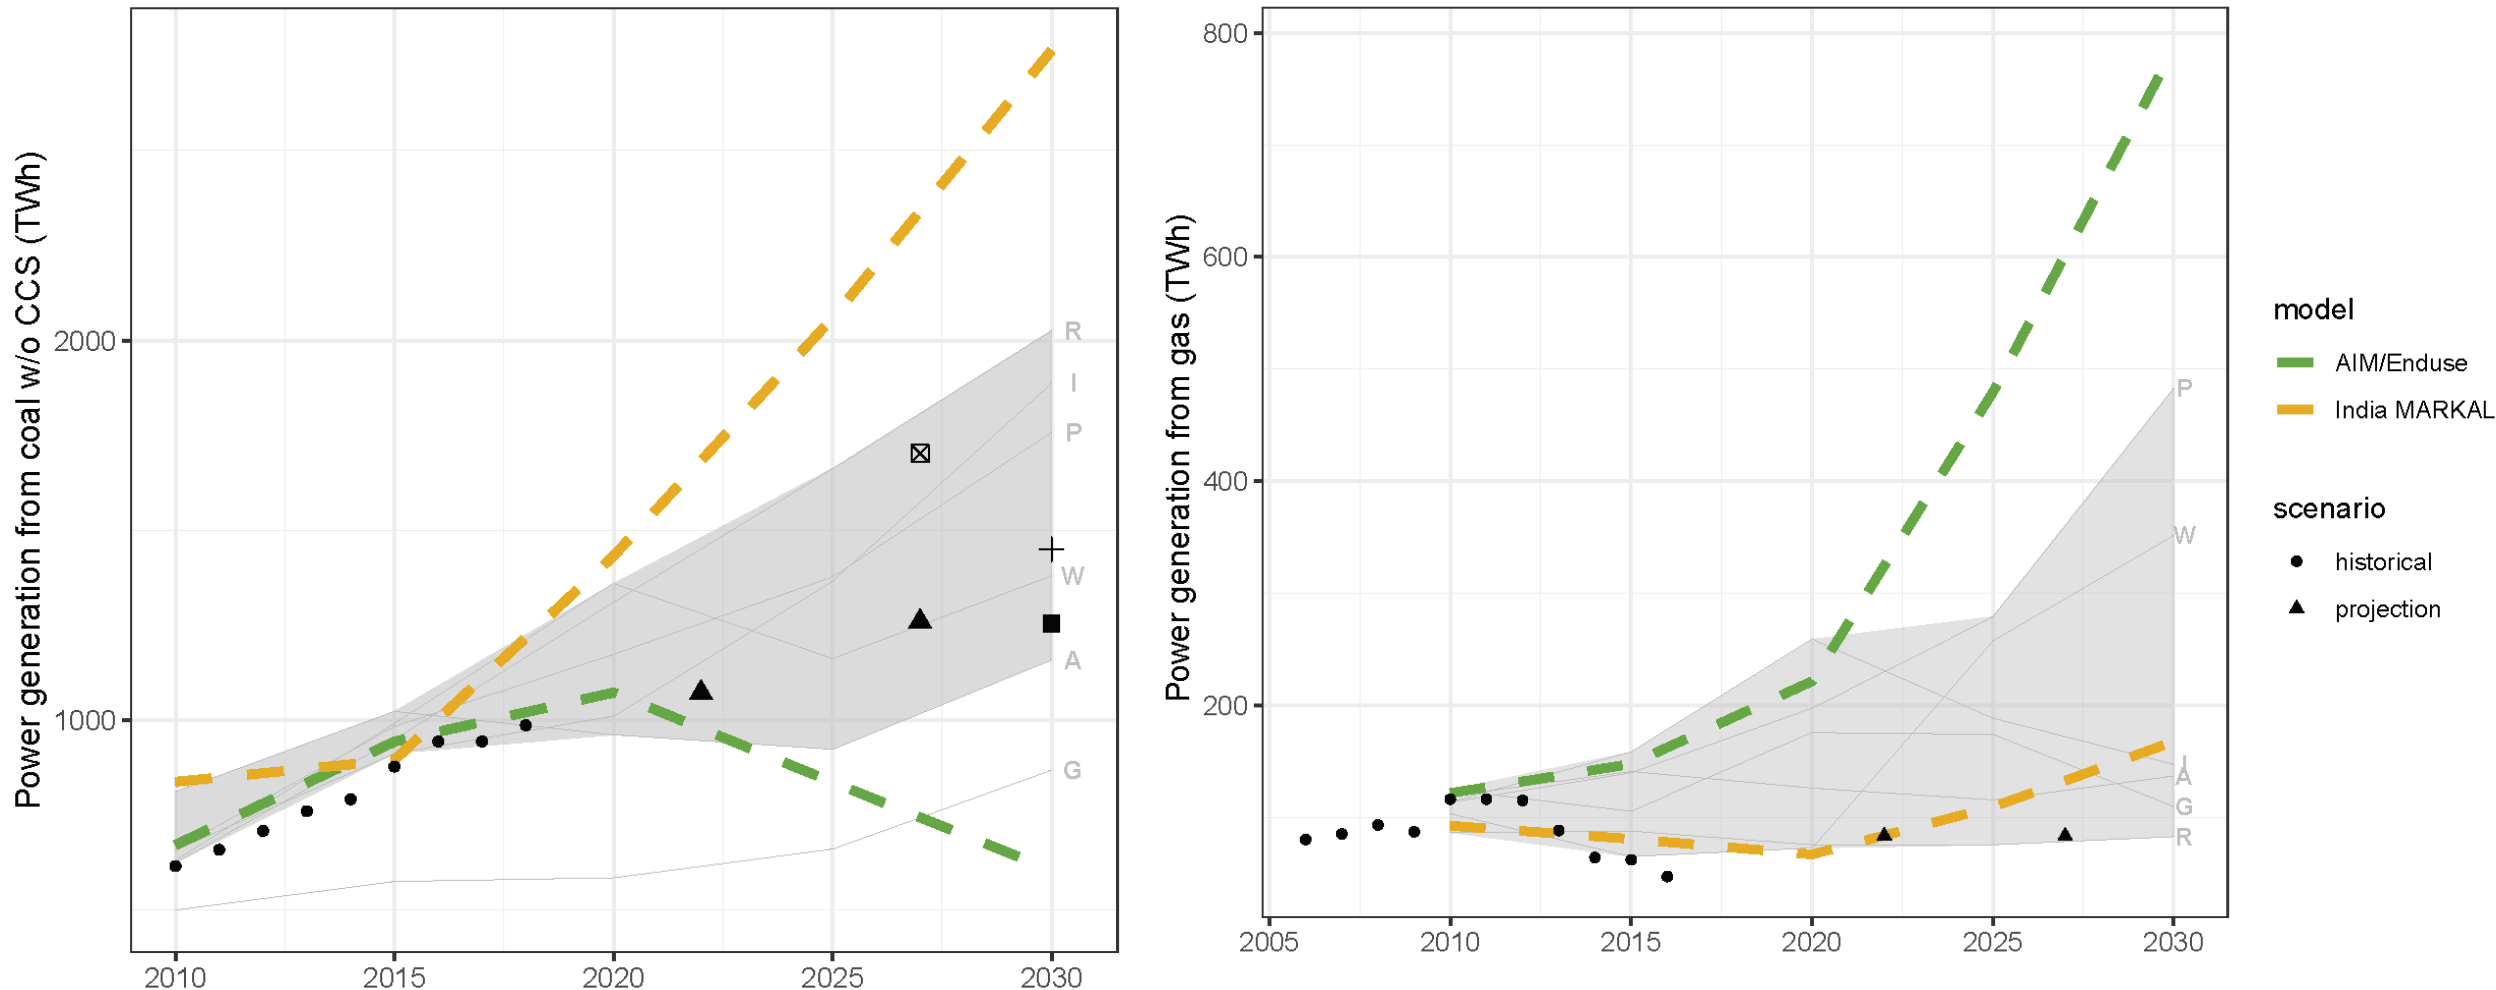 Power generation from coal w/o CCS (TWh)
2000
1000
2010
2015
2020
2025
2030
R
I
P
W
A
G
Power generation from gas (TWh)
800
600
400
200
2005
2010
2015
2020
2025
2030
P
W
I
A
G
R
model
AIM/Enduse
India MARKAL
scenario
historical
projection